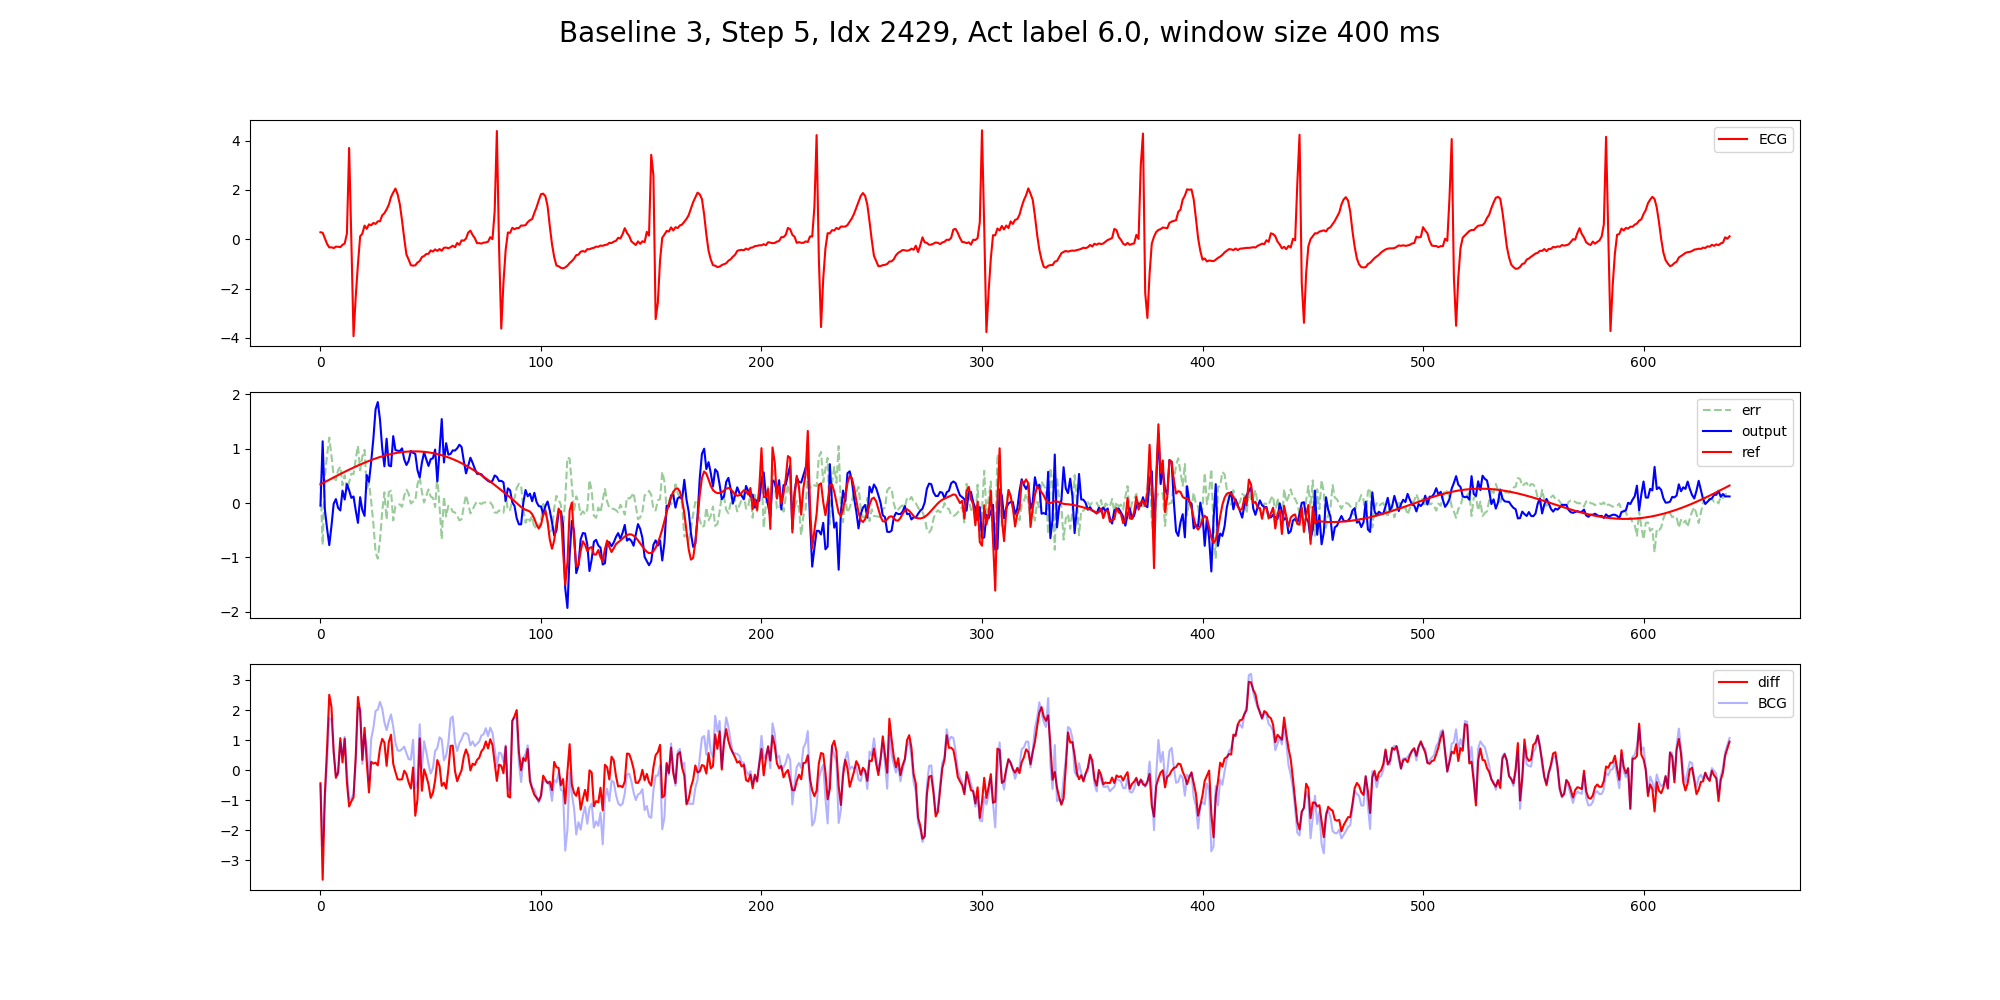 Baseline 3, Step 5, Idx 2429, Act label 6.0, window size 400 ms
4
2
0
−2
−4
ECG
0 100 200 300 400 500 600
2
1
0
−1
−2
err
output
ref
0 100 200 300 400 500 600
3
2
1
0
−1
−2
−3
diff
BCG
0 100 200 300 400 500 600